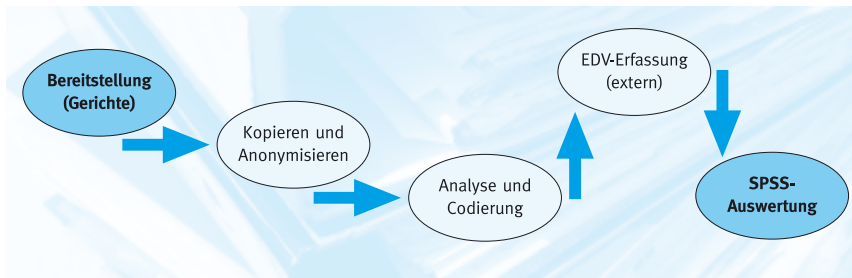 Bereitstellung
(Gerichte)
Kopieren und
Anonymisieren
Analyse und
Codierung
EDV-Erfassung
(extern)
SPSS-
Auswertung